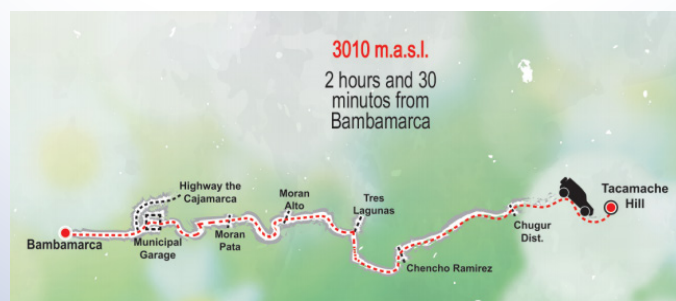 3010 m.a.s.l.
2 hours and 30
minutos from
Bambamarca
Highway the
Cajamarca
Moran
Alto
Tres
Lagunas
Tacamache
Hill
Bambamarca
Municipal
Garage
Moran
Pata
Chencho Ramirez
Chugur
Dist.